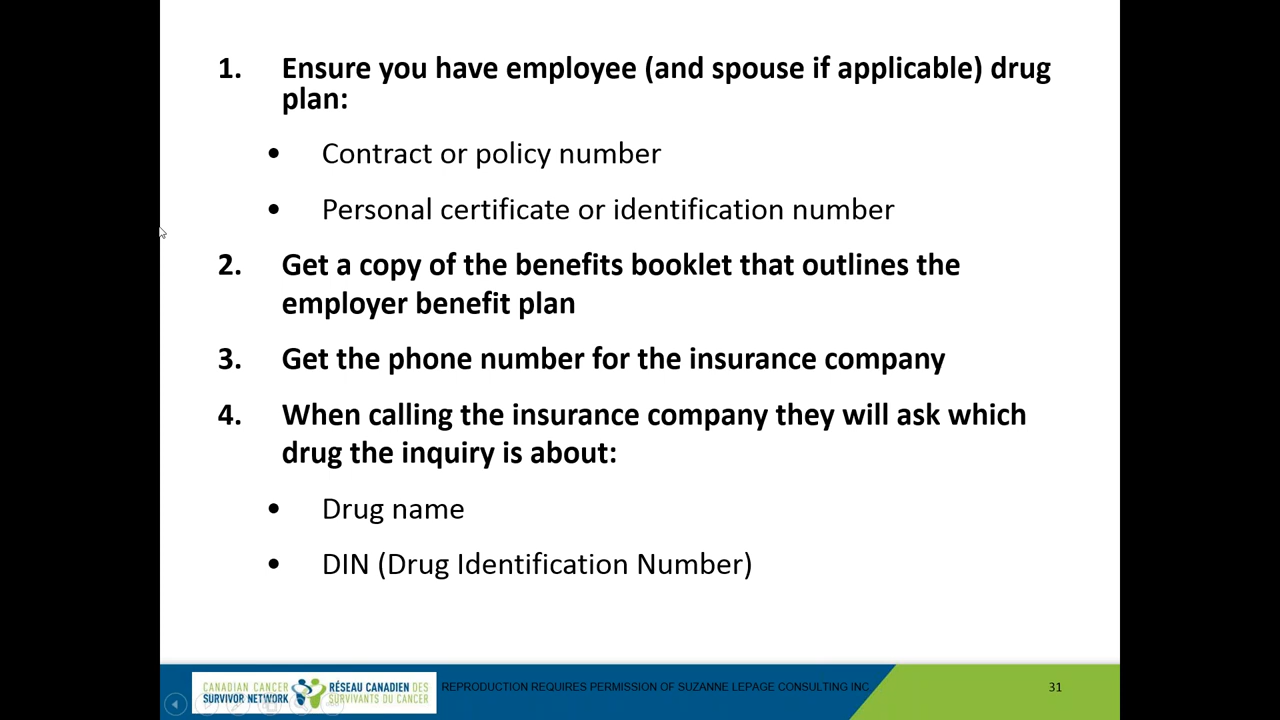 1. Ensure you have employee (and spouse if applicable) drug
plan:
• Contract or policy number
• Personal certificate or identification number
2. Get a copy of the benefits booklet that outlines the
employer benefit plan
3. Get the phone number for the insurance company
4. When calling the insurance company they will ask which
drug the inquiry is about:
• Drug name
• DIN (Drug Identification Number)
CANADIAN CANCER
SURVIVOR NETWORK
RÉSEAU CANADIEN DES
SURVIVANTS DU CANCER
REPRODUCTION REQUIRES PERMISSION OF SUZANNE LEPAGE CONSULTING INC.
31